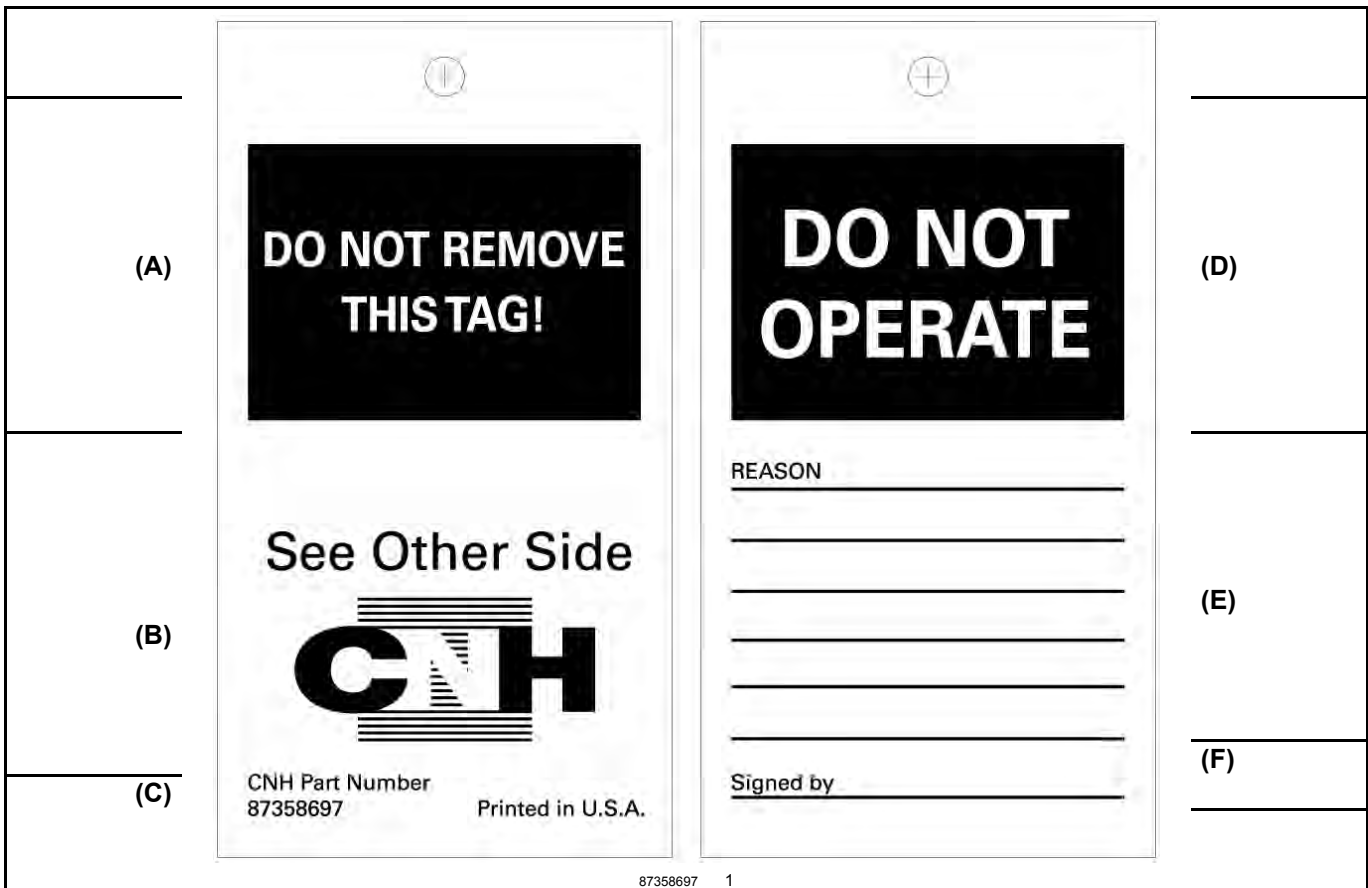 (A)
DO NOT REMOVE
THIS TAG!
(B)
See Other Side
CNH
(C)
CNH Part Number
87358697
Printed in U.S.A.
DO NOT
OPERATE
(D)
REASON
(E)
(F)
Signed by
87358697 1